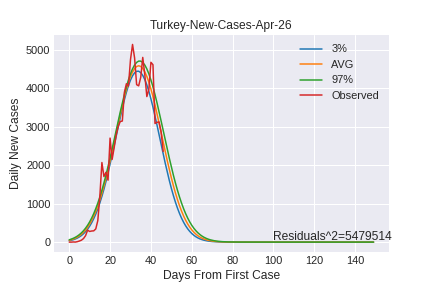 Turkey-New-Cases-Apr-26
3%
AVG
97%
Observed
Daily New Cases
5000
4000
3000
2000
1000
0
Residuals^2=5479514
0 20 40 60 80 100 120 140
Days From First Case